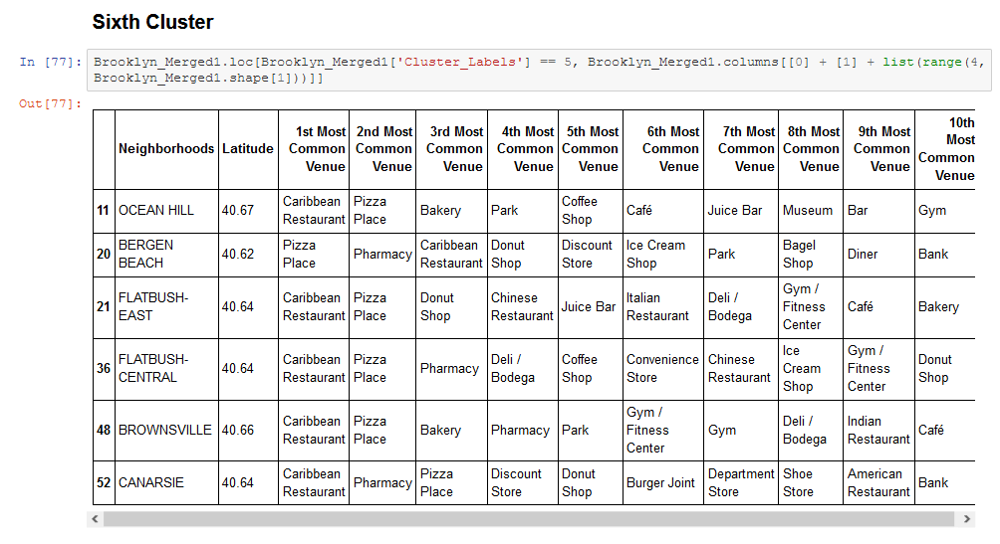 Sixth Cluster
In [77]: Brooklyn_Merged1.loc[Brooklyn_Merged1['Cluster_Labels'] == 5, Brooklyn_Merged1.columns[[0] + [1] + list(range(4,
Brooklyn_Merged1.shape[1]))]]
Out[77]:
Neighborhoods Latitude 1st Most Common Venue 2nd Most Common Venue 3rd Most Common Venue 4th Most Common Venue 5th Most Common Venue 6th Most Common Venue 7th Most Common Venue 8th Most Common Venue 9th Most Common Venue 10th Most Common Venue
11 OCEAN HILL 40.67 Caribbean Restaurant Pizza Place Bakery Park Coffee Shop Café Juice Bar Museum Bar Gym
20 BERGEN BEACH 40.62 Pizza Place Pharmacy Caribbean Restaurant Donut Shop Discount Store Ice Cream Shop Park Bagel Shop Diner Bank
21 FLATBUSH-EAST 40.64 Caribbean Restaurant Pizza Place Donut Shop Chinese Restaurant Juice Bar Italian Restaurant Deli / Bodega Gym / Fitness Center Café Bakery
36 FLATBUSH-CENTRAL 40.64 Caribbean Restaurant Pizza Place Pharmacy Deli / Bodega Coffee Shop Convenience Store Chinese Restaurant Ice Cream Shop Gym / Fitness Center Donut Shop
48 BROWNSVILLE 40.66 Caribbean Restaurant Pizza Place Bakery Pharmacy Park Gym / Fitness Center Gym Deli / Bodega Indian Restaurant Café
52 CANARSIE 40.64 Caribbean Restaurant Pharmacy Pizza Place Discount Store Donut Shop Burger Joint Department Store Shoe Store American Restaurant Bank